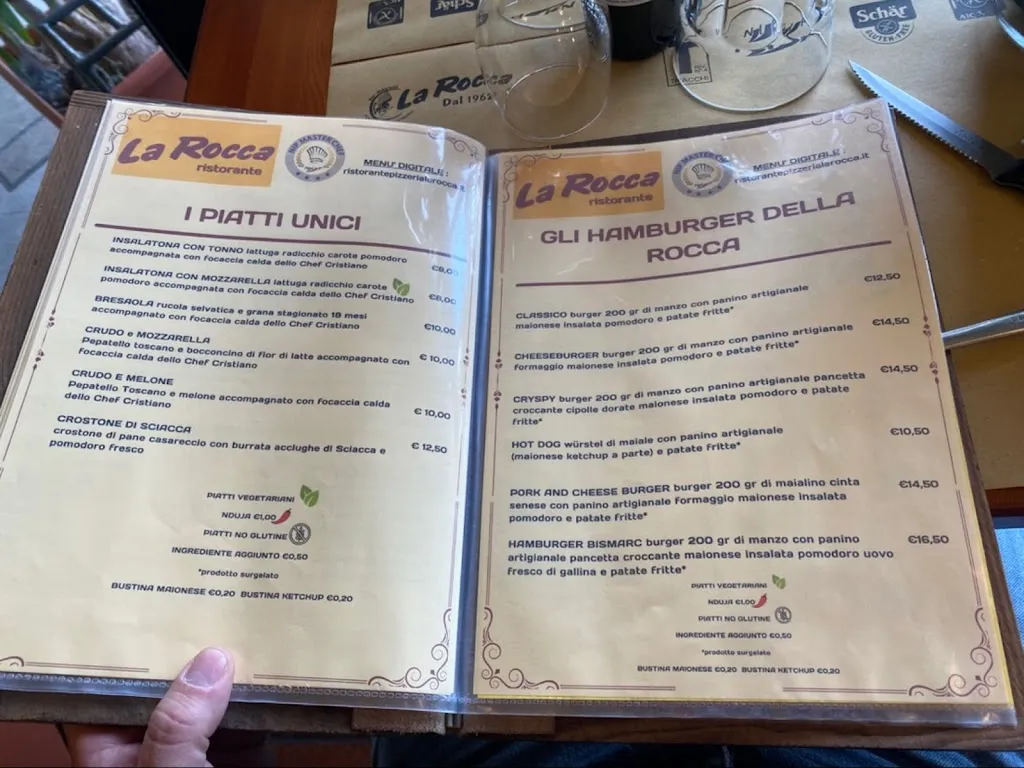 Schär
Schär
GLUTEN-FREE
AIC
La Rocca
Dal 1962
La Rocca
ristorante
VIP MASTER CHEF
MENU' DIGITALE :
ristorantepizzerialarocca.it
I PIATTI UNICI
INSALATONA CON TONNO lattuga radicchio carote pomodoro
accompagnata con focaccia calda dello Chef Cristiano
€8,00
INSALATONA CON MOZZARELLA lattuga radicchio carote
pomodoro accompagnata con focaccia calda dello Chef Cristiano
€8,00
BRESAOLA rucola selvatica e grana stagionato 18 mesi
accompagnato con focaccia calda dello Chef Cristiano
€10,00
CRUDO e MOZZARELLA
Pepatello toscano e bocconcino di fior di latte accompagnato con
focaccia calda dello Chef Cristiano
€ 10,00
CRUDO E MELONE
Pepatello Toscano e melone accompagnato con focaccia calda
dello Chef Cristiano
€ 10,00
CROSTONE DI SCIACCA
crostone di pane casareccio con burrata acciughe di Sciacca e
pomodoro fresco
€ 12,50
PIATTI VEGETARIANI
NDUJA €1,00
PIATTI NO GLUTINE
INGREDIENTE AGGIUNTO €0,50
*prodotto surgelato
BUSTINA MAIONESE €0,20 BUSTINA KETCHUP €0,20
La Rocca
ristorante
VIP MASTER CHEF
MENU' DIGITALE :
ristorantepizzerialarocca.it
GLI HAMBURGER DELLA
ROCCA
€12,50
CLASSICO burger 200 gr di manzo con panino artigianale
maionese insalata pomodoro e patate fritte*
€14,50
CHEESEBURGER burger 200 gr di manzo con panino artigianale
formaggio maionese insalata pomodoro e patate fritte*
€14,50
CRYSPY burger 200 gr di manzo con panino artigianale pancetta
croccante cipolle dorate maionese insalata pomodoro e patate
fritte*
€10,50
HOT DOG würstel di maiale con panino artigianale
(maionese ketchup a parte) e patate fritte*
€14,50
PORK AND CHEESE BURGER burger 200 gr di maialino cinta
senese con panino artigianale formaggio maionese insalata
pomodoro e patate fritte*
€16,50
HAMBURGER BISMARC burger 200 gr di manzo con panino
artigianale pancetta croccante maionese insalata pomodoro uovo
fresco di gallina e patate fritte*
PIATTI VEGETARIANI
NDUJA €1,00
PIATTI NO GLUTINE
INGREDIENTE AGGIUNTO €0,50
*prodotto surgelato
BUSTINA MAIONESE €0,20 BUSTINA KETCHUP €0,20